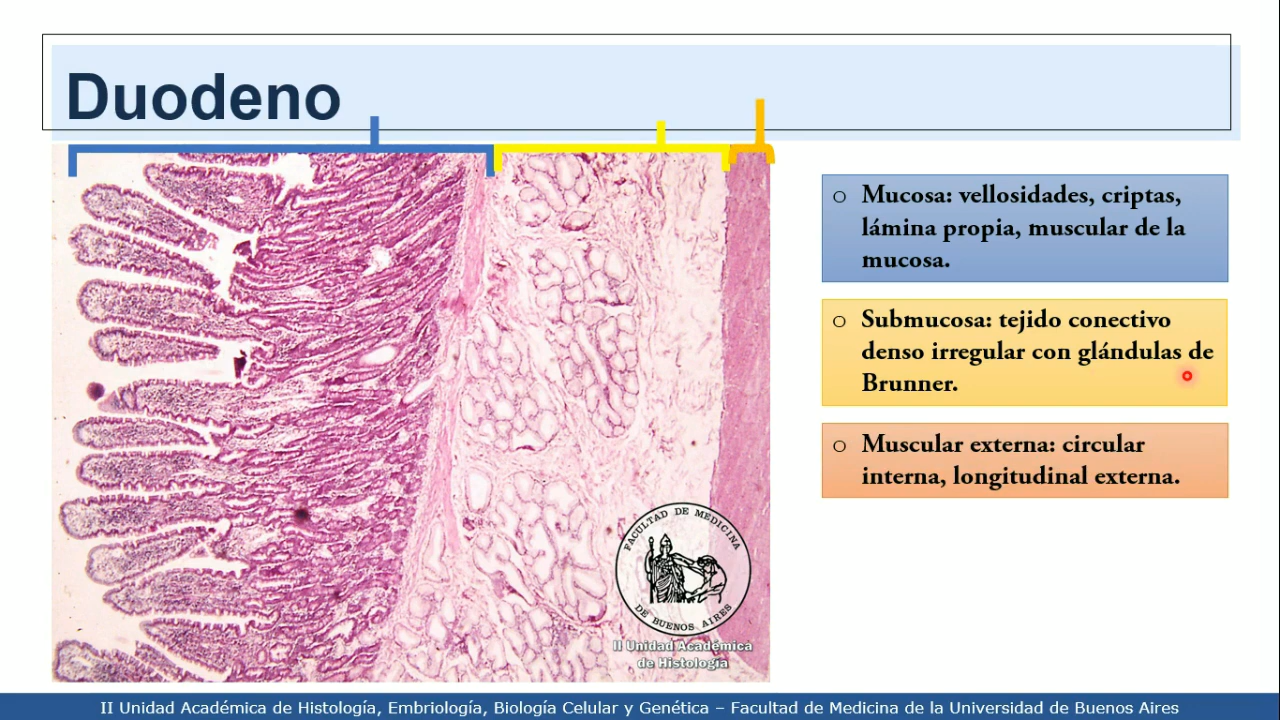 Duodeno
o Mucosa: vellosidades, criptas,
lámina propia, muscular de la
mucosa.
o Submucosa: tejido conectivo
denso irregular con glándulas de
Brunner.
o Muscular externa: circular
interna, longitudinal externa.
FACULTAD DE MEDICINA
DE BUENOS AIRES
II Unidad Académica
de Histología
II Unidad Académica de Histología, Embriología, Biología Celular y Genética – Facultad de Medicina de la Universidad de Buenos Aires